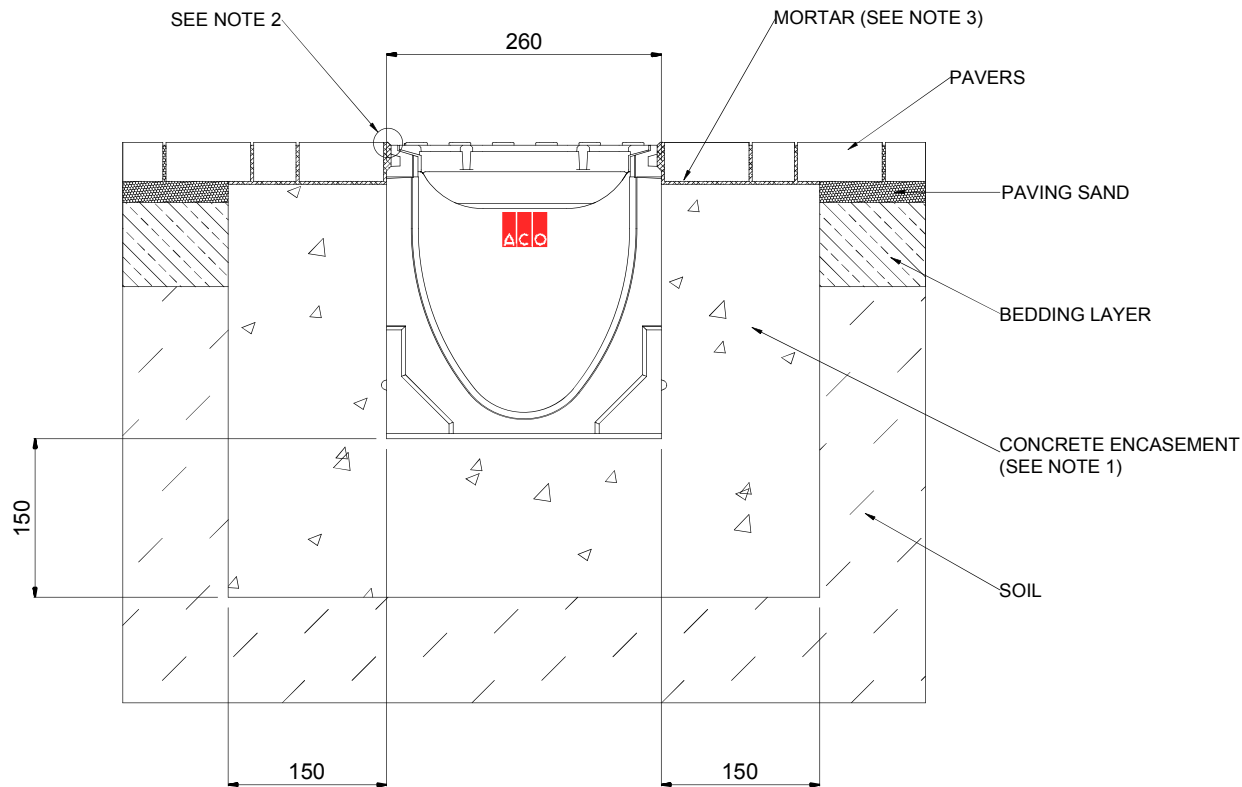 SEE NOTE 2
MORTAR (SEE NOTE 3)
260
PAVERS
PAVING SAND
ACO
BEDDING LAYER
CONCRETE ENCASEMENT
(SEE NOTE 1)
150
SOIL
150
150